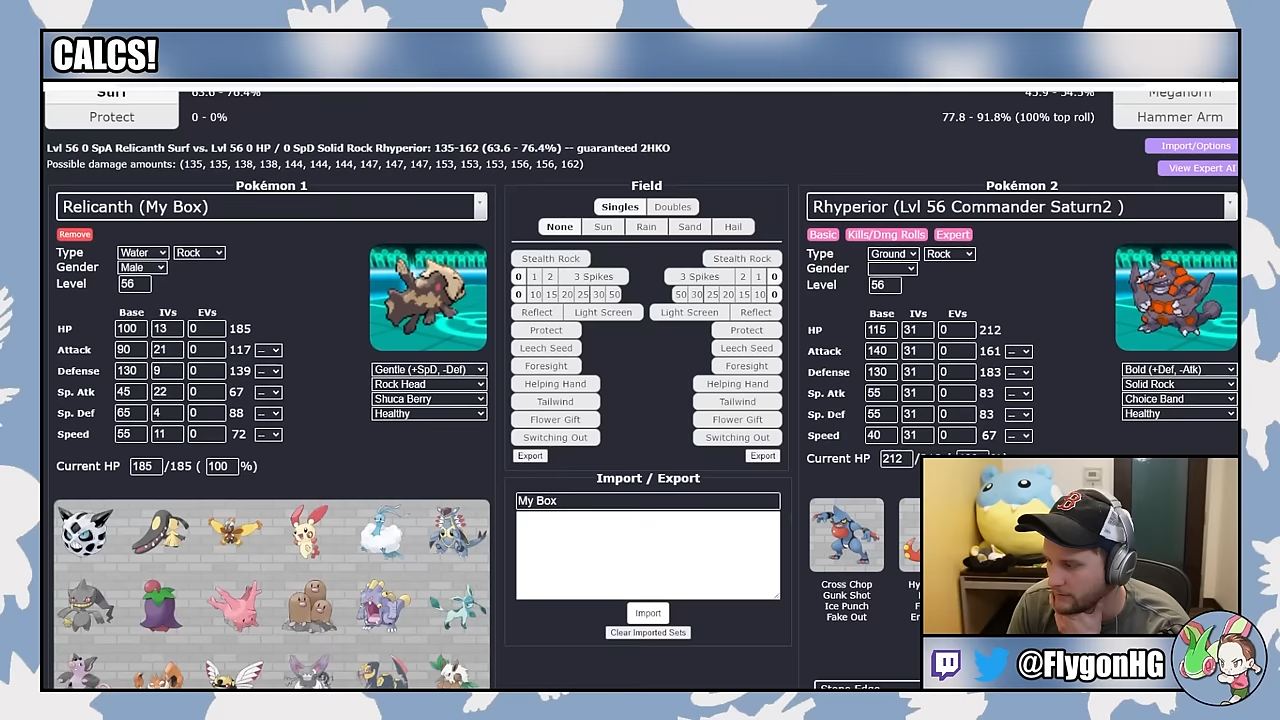 CALCS!
Surf 63.6 - 76.4% 45.9 - 54.5% Megahorn
Protect 0 - 0% 77.8 - 91.8% (100% top roll) Hammer Arm
Lvl 56 0 SpA Relicanth Surf vs. Lvl 56 0 HP / 0 SpD Solid Rock Rhyperior: 135-162 (63.6 - 76.4%) -- guaranteed 2HKO
Possible damage amounts: (135, 135, 138, 138, 144, 144, 144, 147, 147, 147, 153, 153, 153, 156, 156, 162)
Import/Options
View Expert AI
Pokémon 1
Relicanth (My Box)
Remove
Type Water Rock
Gender Male
Level 56
Base IVs EVs
HP 100 13 0 185
Attack 90 21 0 117 --
Defense 130 9 0 139 --
Sp. Atk 45 22 0 67 --
Sp. Def 65 4 0 88 --
Speed 55 11 0 72 --
Gentle (+SpD, -Def)
Rock Head
Shuca Berry
Healthy
Current HP 185 /185 ( 100 %)
Field
Singles Doubles
None Sun Rain Sand Hail
Stealth Rock Stealth Rock
0 1 2 3 Spikes 3 Spikes 2 1 0
0 10 15 20 25 30 50 50 30 25 20 15 10 0
Reflect Light Screen Light Screen Reflect
Protect Protect
Leech Seed Leech Seed
Foresight Foresight
Helping Hand Helping Hand
Tailwind Tailwind
Flower Gift Flower Gift
Switching Out Switching Out
Export Export
Import / Export
My Box
Import
Clear Imported Sets
Pokémon 2
Rhyperior (Lvl 56 Commander Saturn2 )
Basic Kills/Dmg Rolls Expert
Type Ground Rock
Gender
Level 56
Base IVs EVs
HP 115 31 0 212
Attack 140 31 0 161 --
Defense 130 31 0 183 --
Sp. Atk 55 31 0 83 --
Sp. Def 55 31 0 83 --
Speed 40 31 0 67 --
Bold (+Def, -Atk)
Solid Rock
Choice Band
Healthy
Current HP 212
Cross Chop
Gunk Shot
Ice Punch
Fake Out
Stone Edge
@FlygonHG